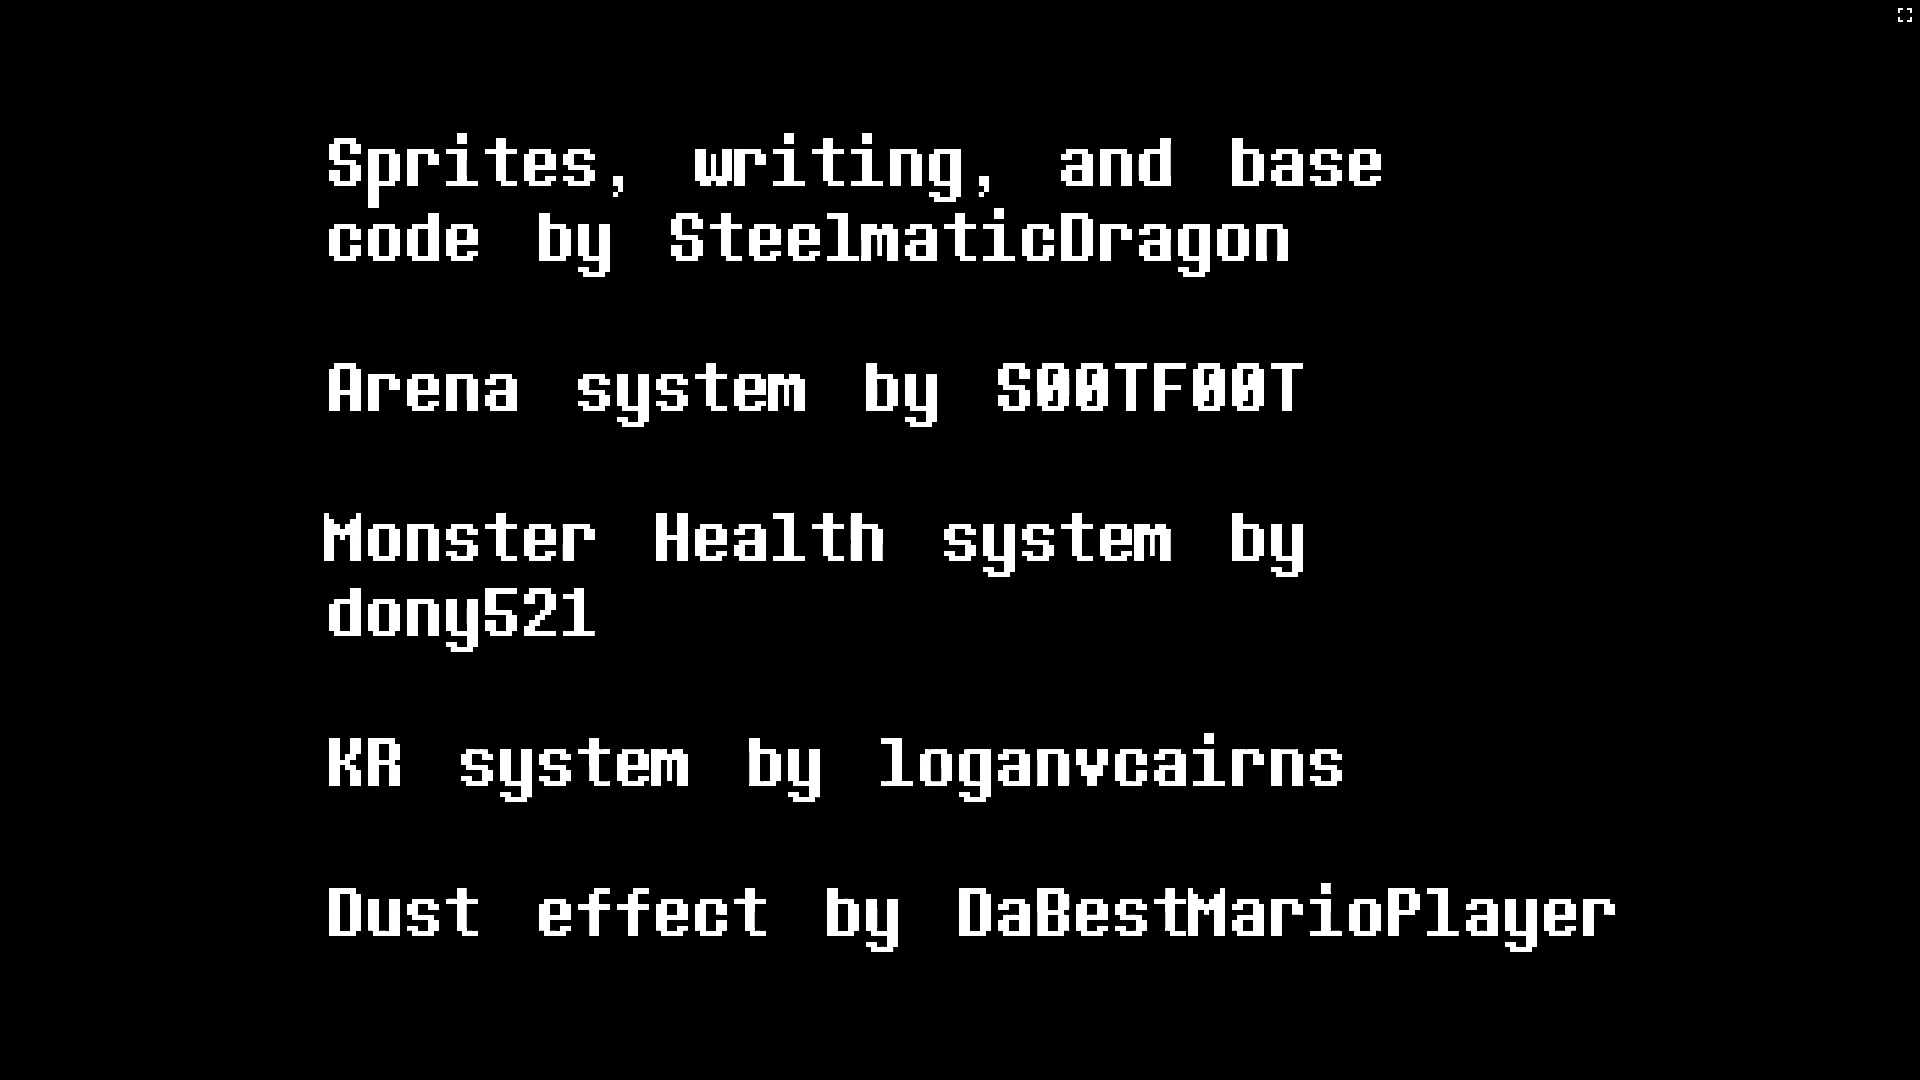 Sprites, writing, and base
code by SteelmaticDragon
Arena system by S00TF00T
Monster Health system by
dony521
KR system by loganvcairns
Dust effect by DaBestMarioPlayer